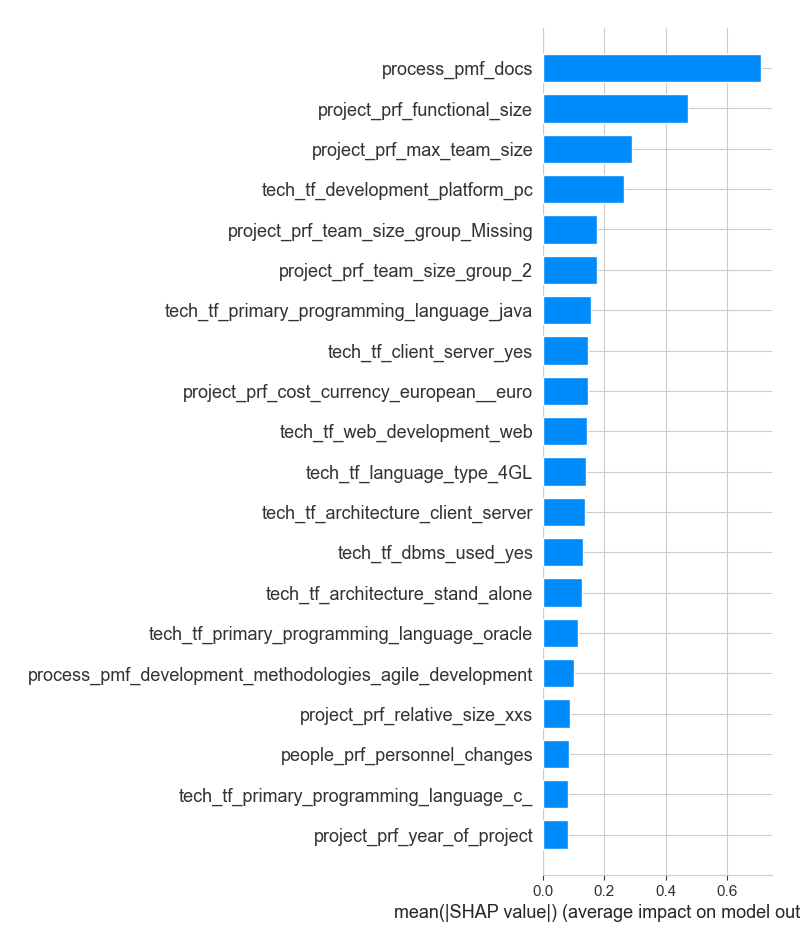 process_pmf_docs
project_prf_functional_size
project_prf_max_team_size
tech_tf_development_platform_pc
project_prf_team_size_group_Missing
project_prf_team_size_group_2
tech_tf_primary_programming_language_java
tech_tf_client_server_yes
project_prf_cost_currency_european__euro
tech_tf_web_development_web
tech_tf_language_type_4GL
tech_tf_architecture_client_server
tech_tf_dbms_used_yes
tech_tf_architecture_stand_alone
tech_tf_primary_programming_language_oracle
process_pmf_development_methodologies_agile_development
project_prf_relative_size_xxs
people_prf_personnel_changes
tech_tf_primary_programming_language_c_
project_prf_year_of_project
0.0 0.2 0.4 0.6
mean(|SHAP value|) (average impact on model out